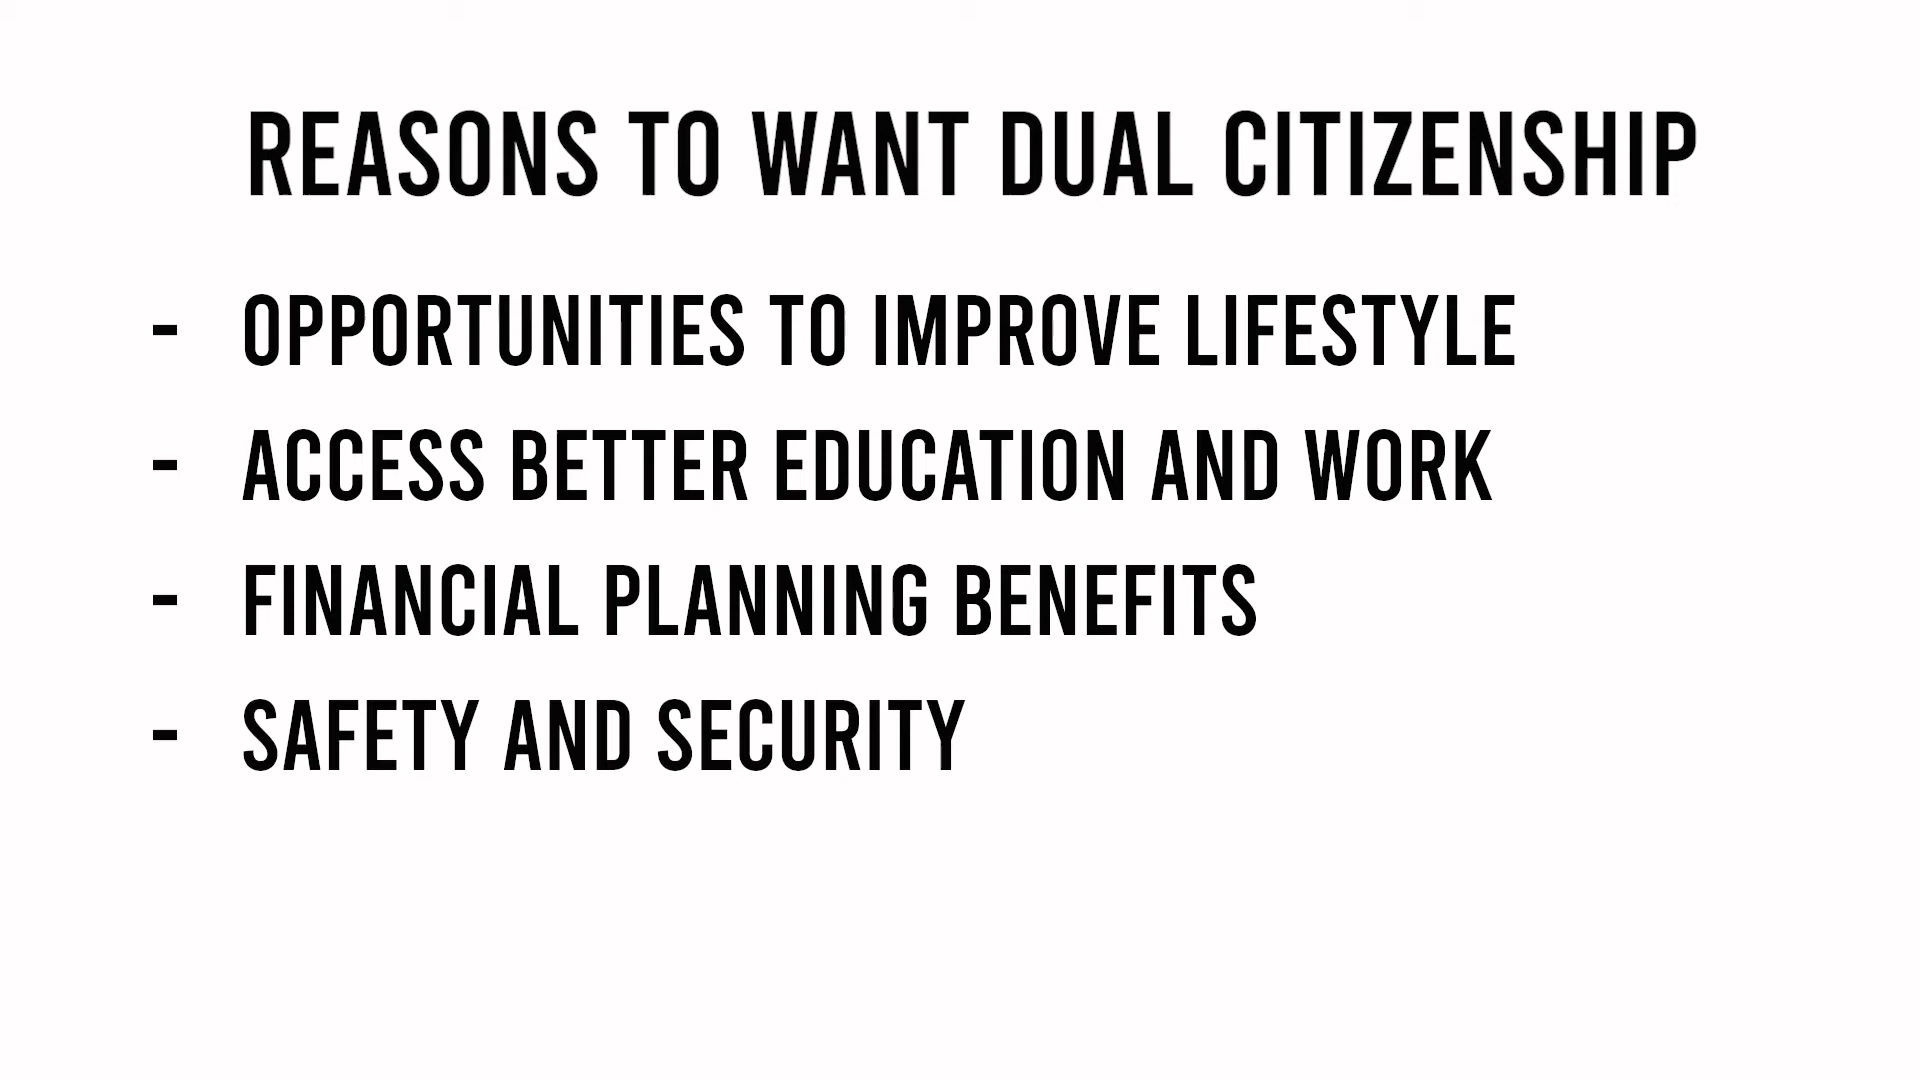 REASONS TO WANT DUAL CITIZENSHIP
- OPPORTUNITIES TO IMPROVE LIFESTYLE
- ACCESS BETTER EDUCATION AND WORK
- FINANCIAL PLANNING BENEFITS
- SAFETY AND SECURITY